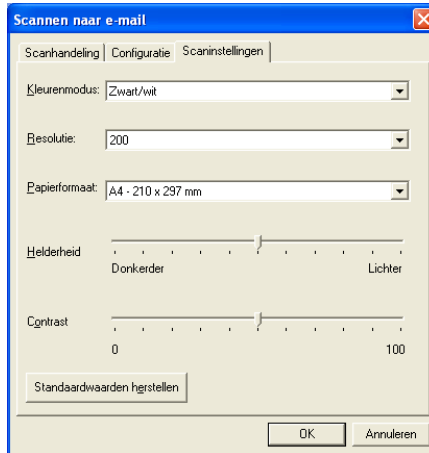 Scannen naar e-mail
Scanhandeling Configuratie Scaninstellingen
Kleurenmodus: Zwart/wit
Resolutie: 200
Papierformaat: A4 - 210 x 297 mm
Helderheid
Donkerder Lichter
Contrast
0 100
Standaardwaarden herstellen
OK Annuleren